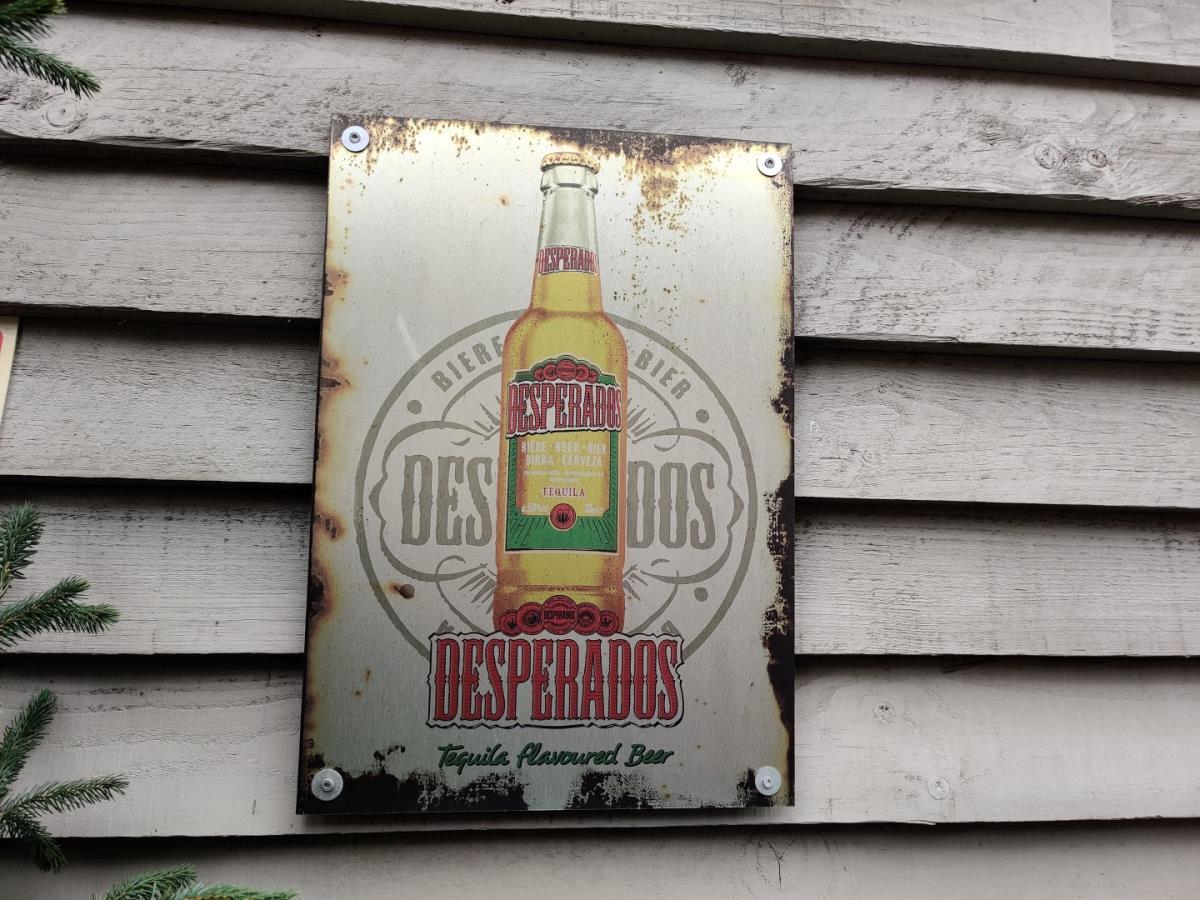 DESPERADOS
BIERE BIER
DESPERADOS
BIERE · BEER · BIER
BIRRA · CERVEZA
TEQUILA
DES DOS
DESPERADOS
DESPERADOS
Tequila flavoured Beer